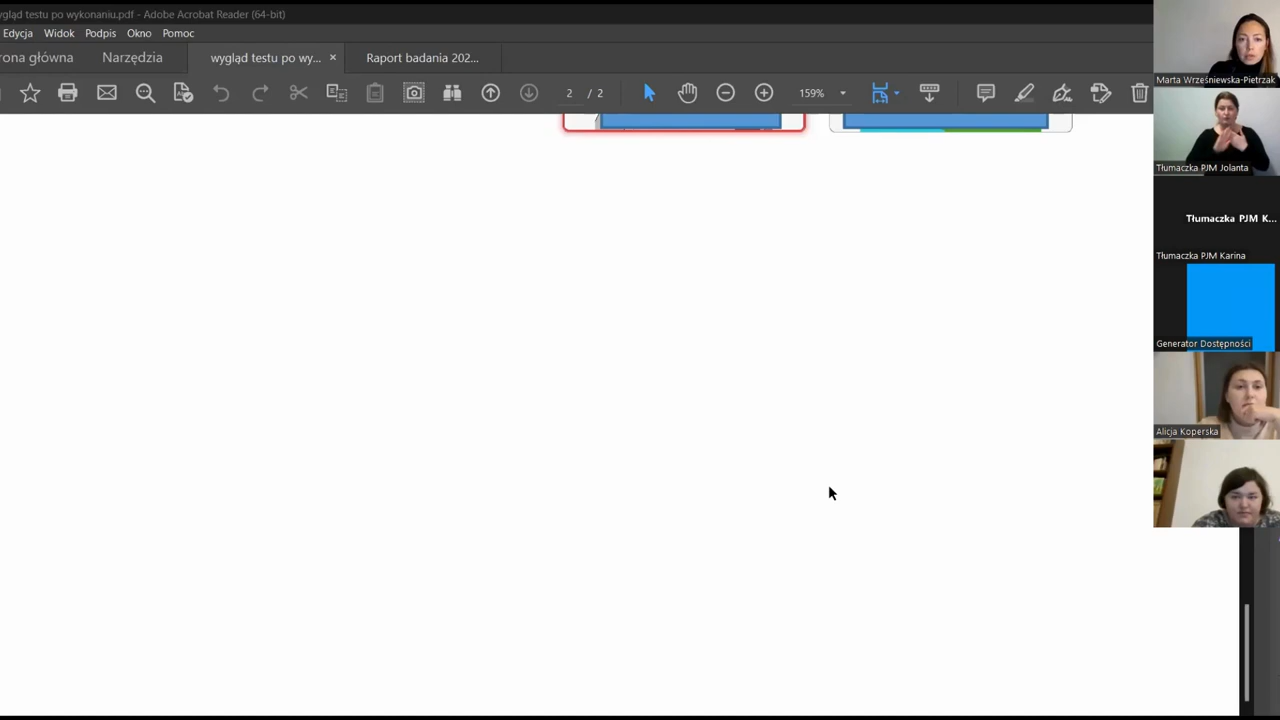 ygląd testu po wykonaniu.pdf - Adobe Acrobat Reader (64-bit)
Edycja Widok Podpis Okno Pomoc
rona główna Narzędzia wygląd testu po wy... × Raport badania 202...
2 / 2 159%
Marta Wrześniewska-Pietrzak
Tłumaczka PJM Jolanta
Tłumaczka PJM K...
Tłumaczka PJM Karina
Generator Dostępności
Alicja Koperska